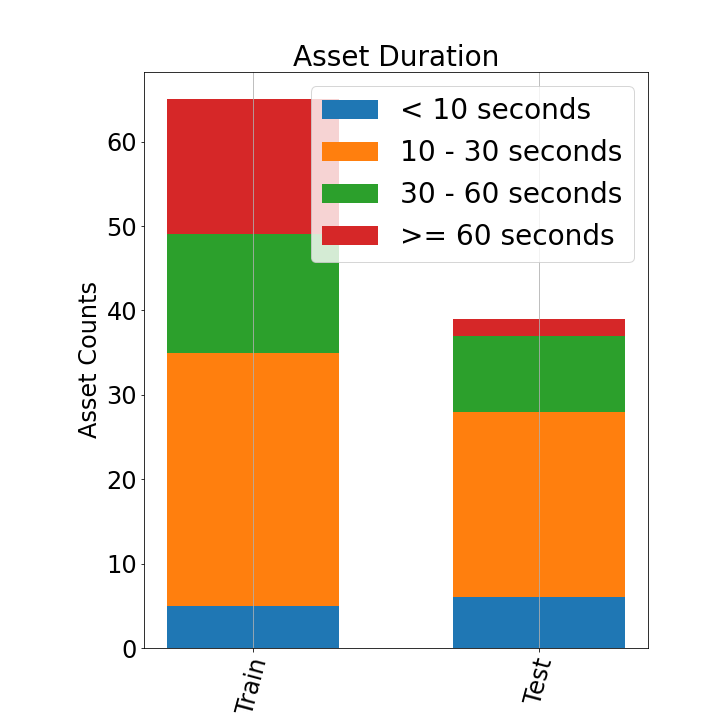 Asset Duration
< 10 seconds
10 - 30 seconds
30 - 60 seconds
>= 60 seconds
Asset Counts
60
50
40
30
20
10
0
Train
Test